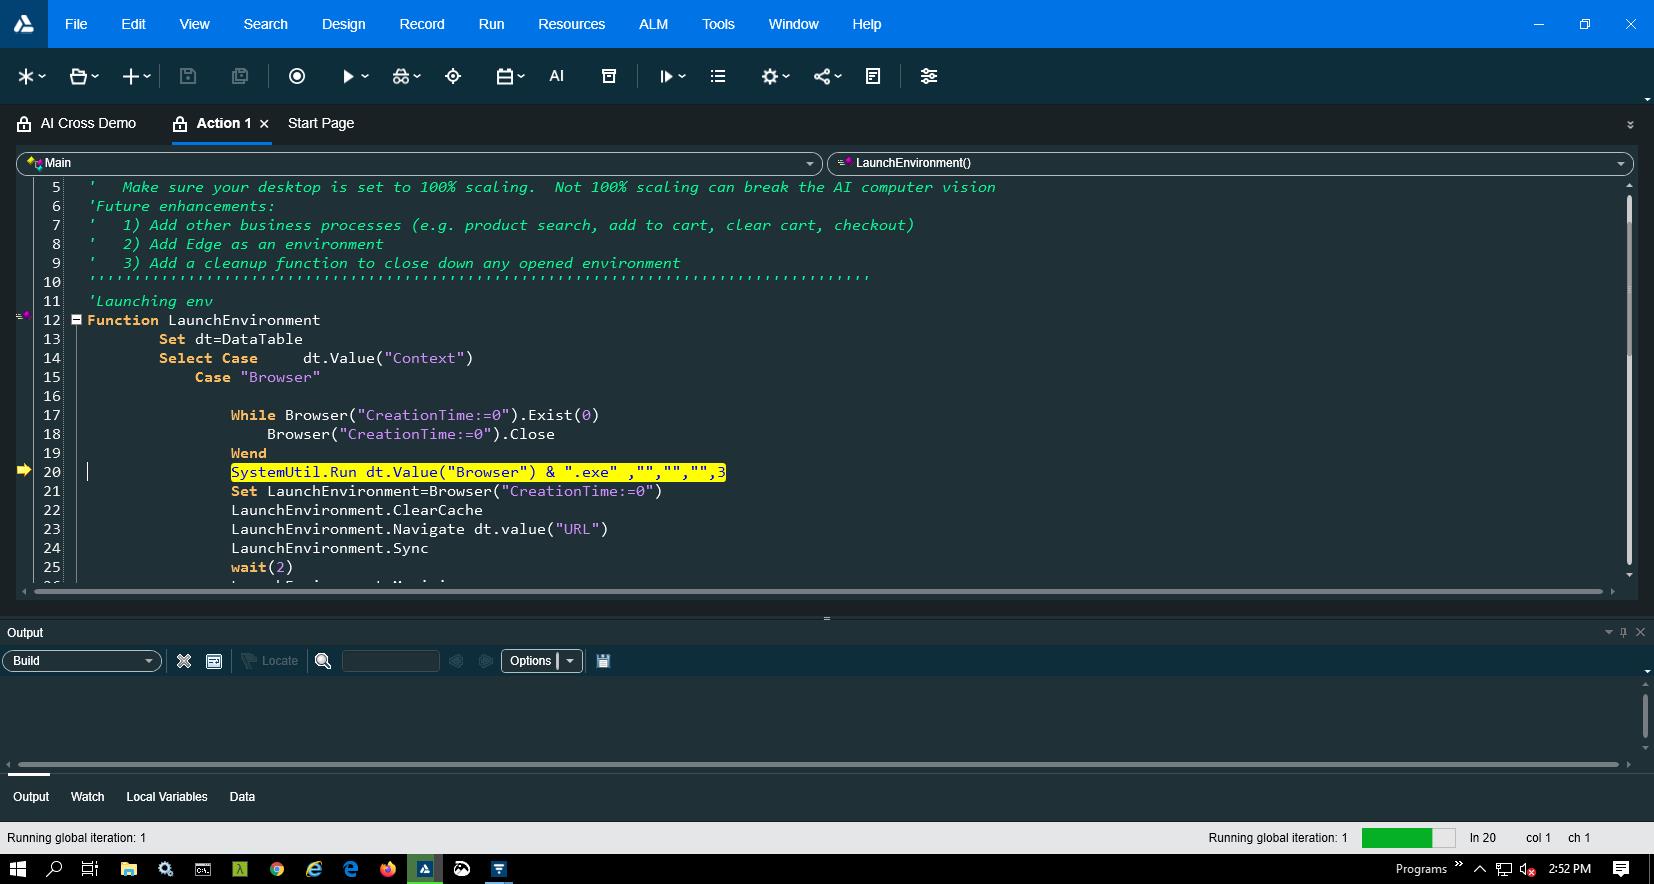 File Edit View Search Design Record Run Resources ALM Tools Window Help
AI
AI Cross Demo Action 1 Start Page
Main LaunchEnvironment()
5 ' Make sure your desktop is set to 100% scaling. Not 100% scaling can break the AI computer vision
6 'Future enhancements:
7 ' 1) Add other business processes (e.g. product search, add to cart, clear cart, checkout)
8 ' 2) Add Edge as an environment
9 ' 3) Add a cleanup function to close down any opened environment
10 '''''''''''''''''''''''''''''''''''''''''''''''''''''''''''''''''''''''''''''''''''''''
11 'Launching env
12 Function LaunchEnvironment
13 Set dt=DataTable
14 Select Case dt.Value("Context")
15 Case "Browser"
16
17 While Browser("CreationTime:=0").Exist(0)
18 Browser("CreationTime:=0").Close
19 Wend
20 SystemUtil.Run dt.Value("Browser") & ".exe" ,"","","",3
21 Set LaunchEnvironment=Browser("CreationTime:=0")
22 LaunchEnvironment.ClearCache
23 LaunchEnvironment.Navigate dt.value("URL")
24 LaunchEnvironment.Sync
25 wait(2)
Output
Build Locate Options
Output Watch Local Variables Data
Running global iteration: 1 Running global iteration: 1 ln 20 col 1 ch 1
Programs 2:52 PM